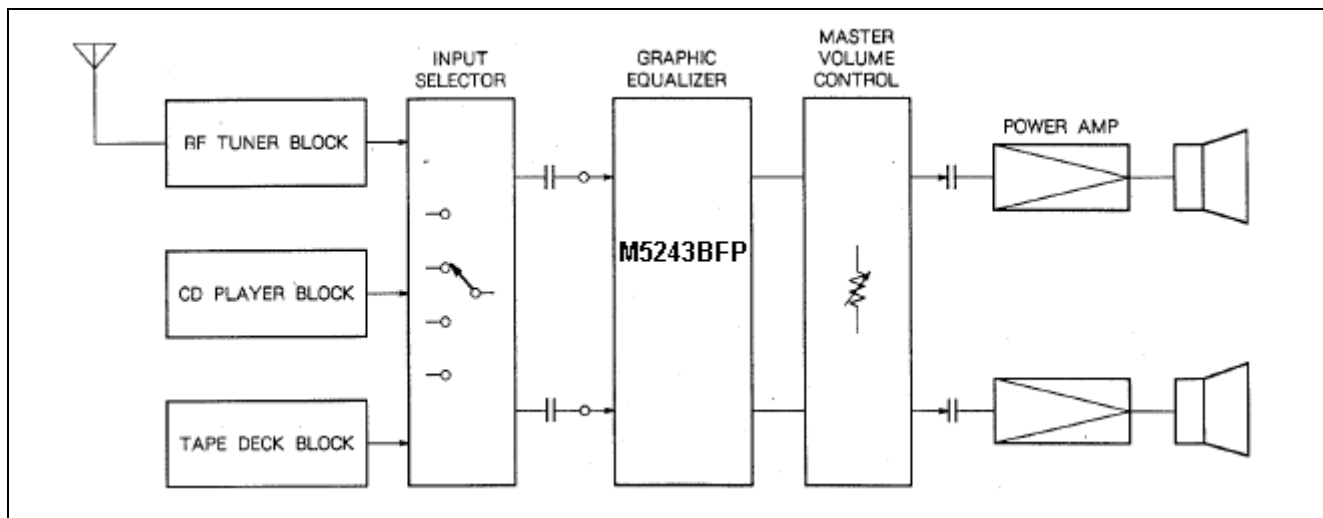 INPUT
SELECTOR
GRAPHIC
EQUALIZER
MASTER
VOLUME
CONTROL
POWER AMP
RF TUNER BLOCK
M5243BFP
CD PLAYER BLOCK
TAPE DECK BLOCK